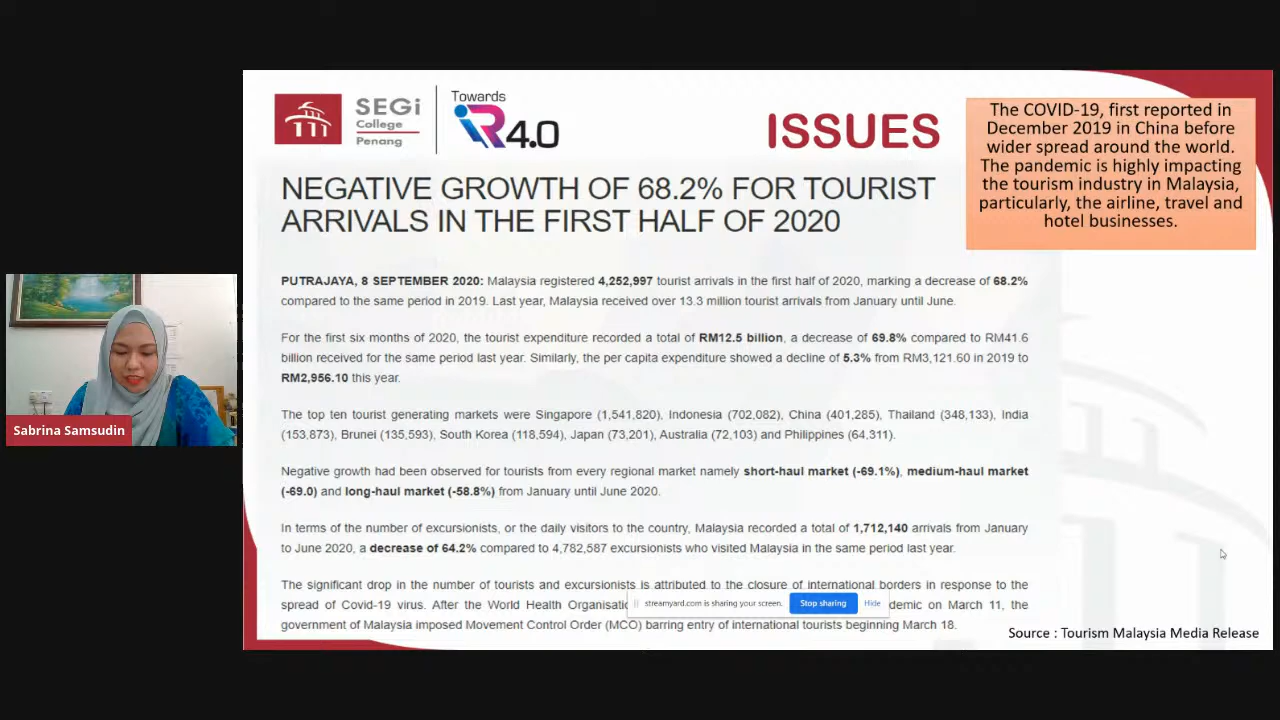 SEGi
College
Penang
Towards
iR4.0
ISSUES
The COVID-19, first reported in
December 2019 in China before
wider spread around the world.
The pandemic is highly impacting
the tourism industry in Malaysia,
particularly, the airline, travel and
hotel businesses.
NEGATIVE GROWTH OF 68.2% FOR TOURIST
ARRIVALS IN THE FIRST HALF OF 2020
PUTRAJAYA, 8 SEPTEMBER 2020: Malaysia registered 4,252,997 tourist arrivals in the first half of 2020, marking a decrease of 68.2%
compared to the same period in 2019. Last year, Malaysia received over 13.3 million tourist arrivals from January until June.
For the first six months of 2020, the tourist expenditure recorded a total of RM12.5 billion, a decrease of 69.8% compared to RM41.6
billion received for the same period last year. Similarly, the per capita expenditure showed a decline of 5.3% from RM3,121.60 in 2019 to
RM2,956.10 this year.
The top ten tourist generating markets were Singapore (1,541,820), Indonesia (702,082), China (401,285), Thailand (348,133), India
(153,873), Brunei (135,593), South Korea (118,594), Japan (73,201), Australia (72,103) and Philippines (64,311).
Negative growth had been observed for tourists from every regional market namely short-haul market (-69.1%), medium-haul market
(-69.0) and long-haul market (-58.8%) from January until June 2020.
In terms of the number of excursionists, or the daily visitors to the country, Malaysia recorded a total of 1,712,140 arrivals from January
to June 2020, a decrease of 64.2% compared to 4,782,587 excursionists who visited Malaysia in the same period last year.
The significant drop in the number of tourists and excursionists is attributed to the closure of international borders in response to the
spread of Covid-19 virus. After the World Health on March 11, the
government of Malaysia imposed Movement Control Order (MCO) barring entry of international tourists beginning March 18.
streamyard.com is sharing your screen.
Stop sharing
Hide
Source : Tourism Malaysia Media Release
Sabrina Samsudin